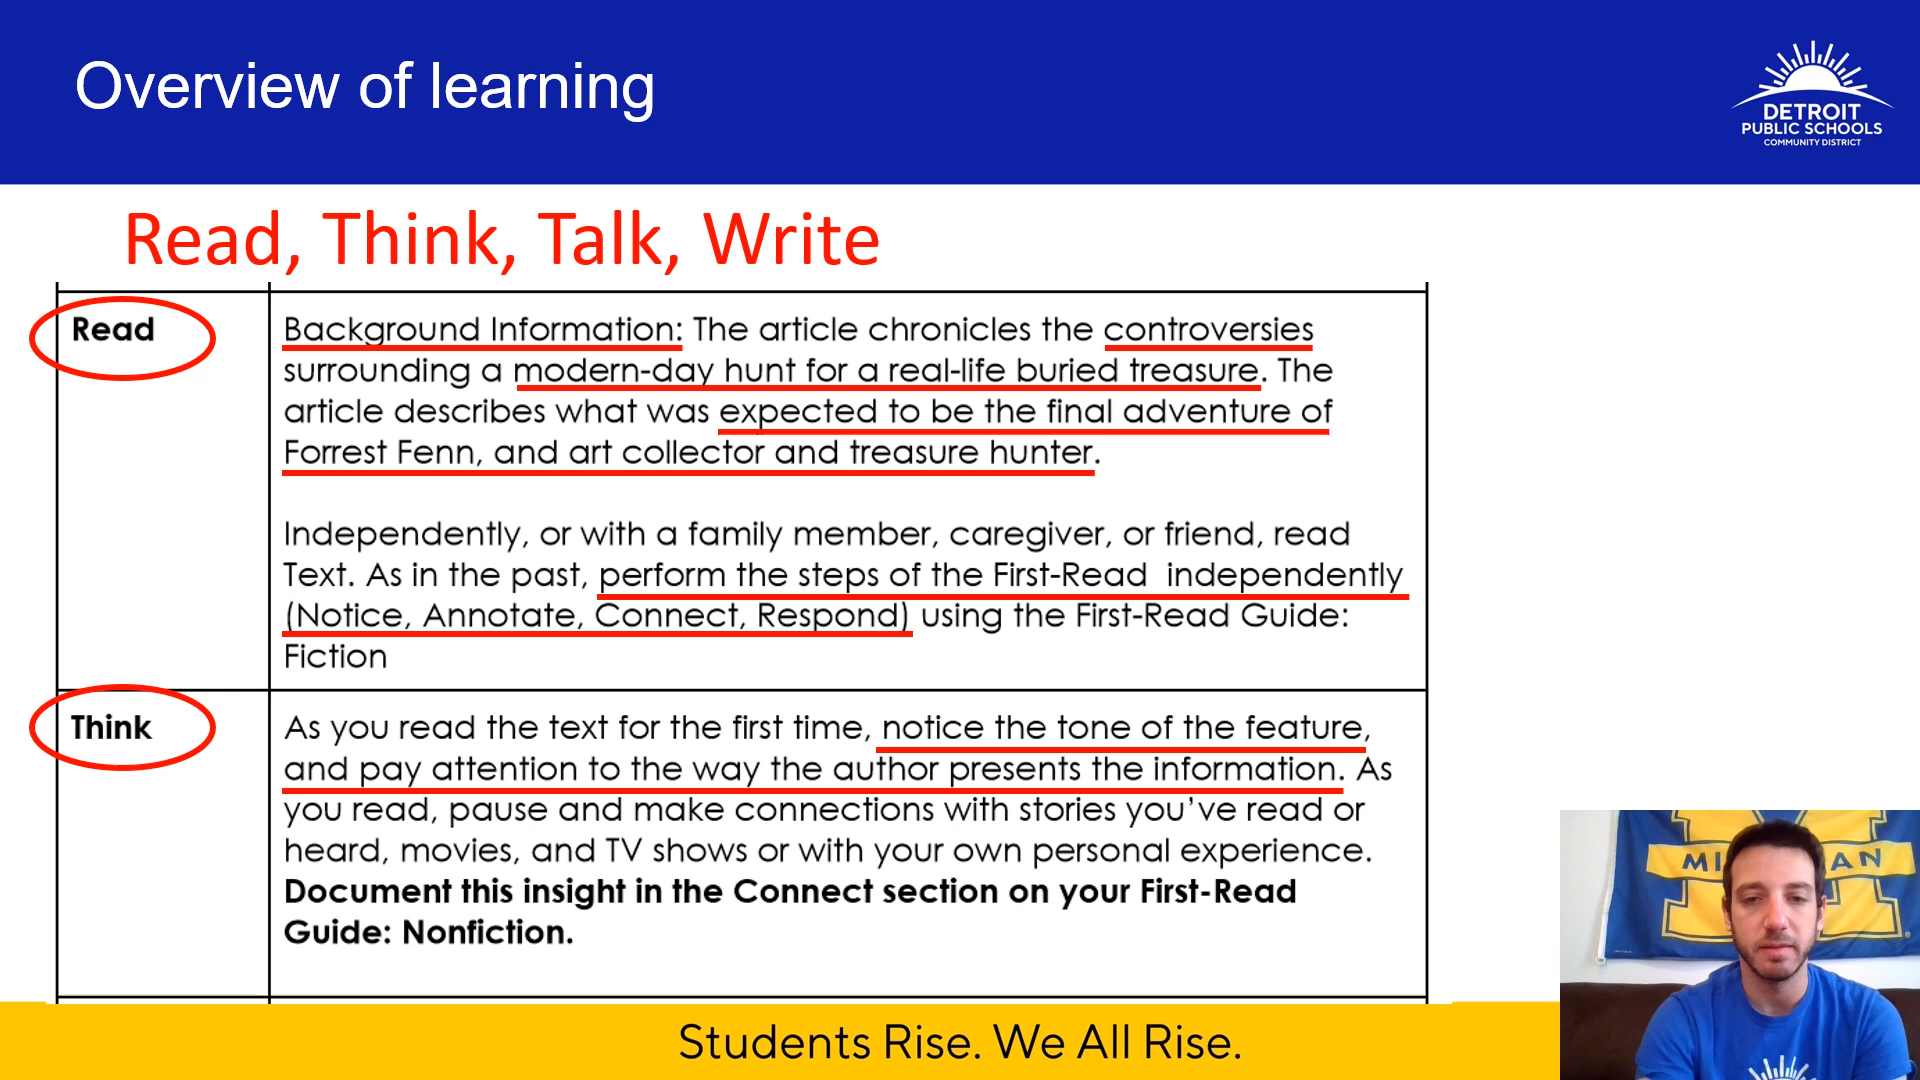 Overview of learning
DETROIT
PUBLIC SCHOOLS
COMMUNITY DISTRICT
Read, Think, Talk, Write
Read
Background Information: The article chronicles the controversies
surrounding a modern-day hunt for a real-life buried treasure. The
article describes what was expected to be the final adventure of
Forrest Fenn, and art collector and treasure hunter.
Independently, or with a family member, caregiver, or friend, read
Text. As in the past, perform the steps of the First-Read independently
(Notice, Annotate, Connect, Respond) using the First-Read Guide:
Fiction
Think
As you read the text for the first time, notice the tone of the feature,
and pay attention to the way the author presents the information. As
you read, pause and make connections with stories you’ve read or
heard, movies, and TV shows or with your own personal experience.
Document this insight in the Connect section on your First-Read
Guide: Nonfiction.
MI AN
Students Rise. We All Rise.